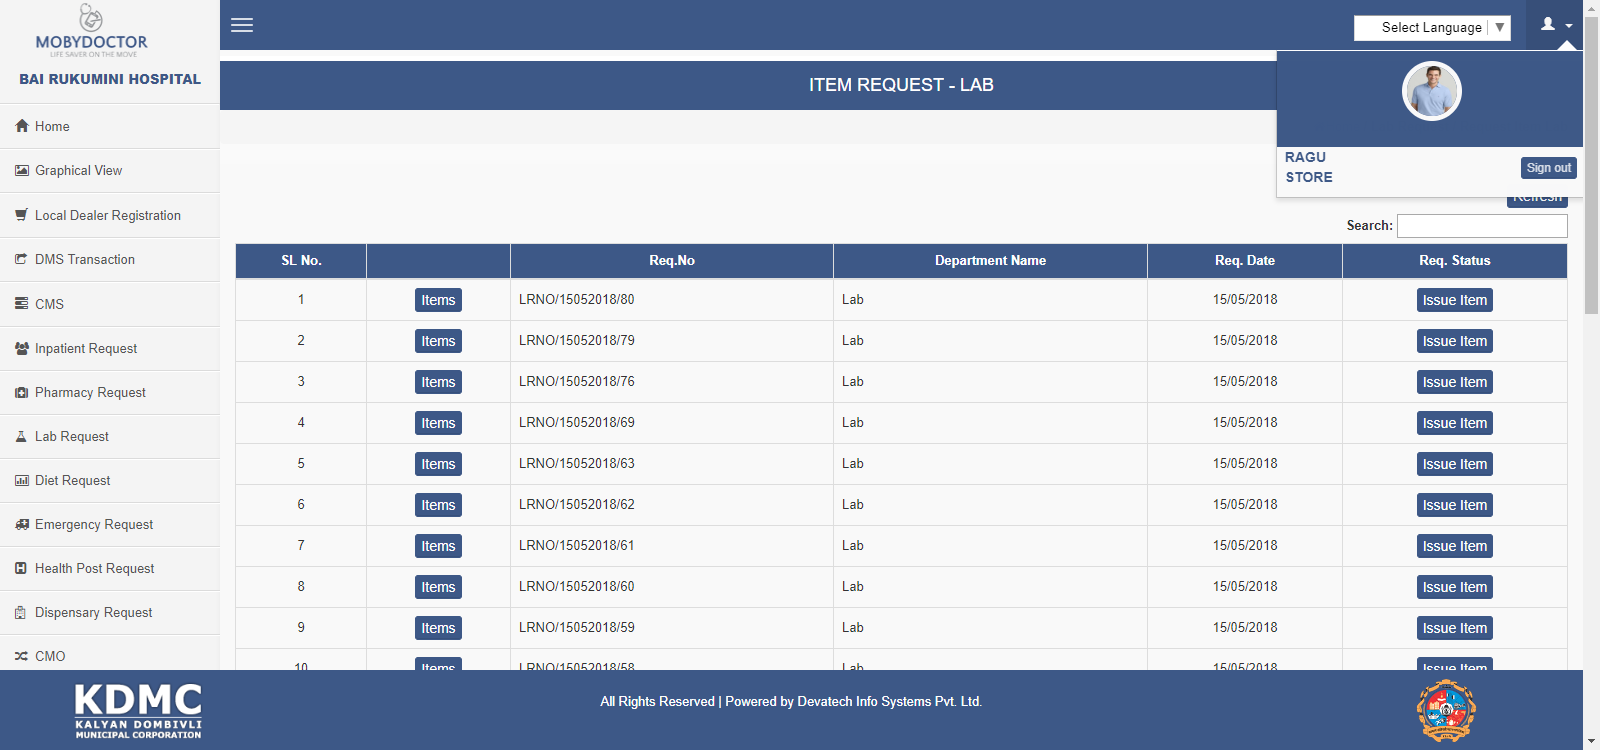 MOBYDOCTOR
LIFE SAVER ON THE MOVE
BAI RUKUMINI HOSPITAL
Home
Graphical View
Local Dealer Registration
DMS Transaction
CMS
Inpatient Request
Pharmacy Request
Lab Request
Diet Request
Emergency Request
Health Post Request
Dispensary Request
CMO
Select Language ▼
ITEM REQUEST - LAB
RAGU
STORE
Sign out
Refresh
Search:
SL No. Req.No Department Name Req. Date Req. Status
1 Items LRNO/15052018/80 Lab 15/05/2018 Issue Item
2 Items LRNO/15052018/79 Lab 15/05/2018 Issue Item
3 Items LRNO/15052018/76 Lab 15/05/2018 Issue Item
4 Items LRNO/15052018/69 Lab 15/05/2018 Issue Item
5 Items LRNO/15052018/63 Lab 15/05/2018 Issue Item
6 Items LRNO/15052018/62 Lab 15/05/2018 Issue Item
7 Items LRNO/15052018/61 Lab 15/05/2018 Issue Item
8 Items LRNO/15052018/60 Lab 15/05/2018 Issue Item
9 Items LRNO/15052018/59 Lab 15/05/2018 Issue Item
10 Items LRNO/15052018/58 Lab 15/05/2018 Issue Item
KDMC
KALYAN DOMBIVLI
MUNICIPAL CORPORATION
All Rights Reserved | Powered by Devatech Info Systems Pvt. Ltd.